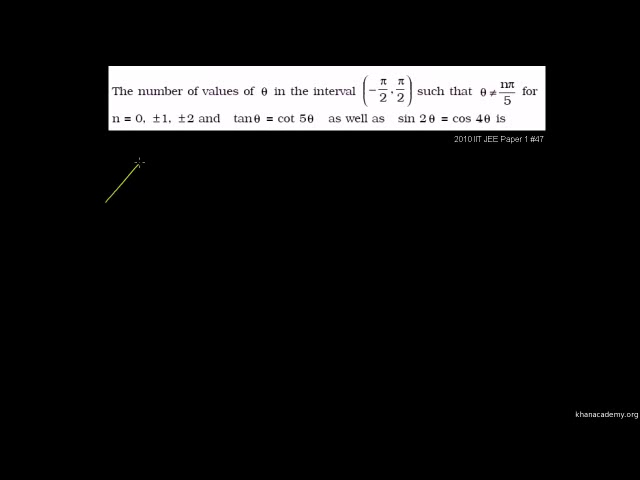 The number of values of θ in the interval (-π/2, π/2) such that θ ≠ nπ/5 for
n = 0, ±1, ±2 and tanθ = cot 5θ as well as sin 2θ = cos 4θ is
2010 IIT JEE Paper 1 #47
khanacademy.org